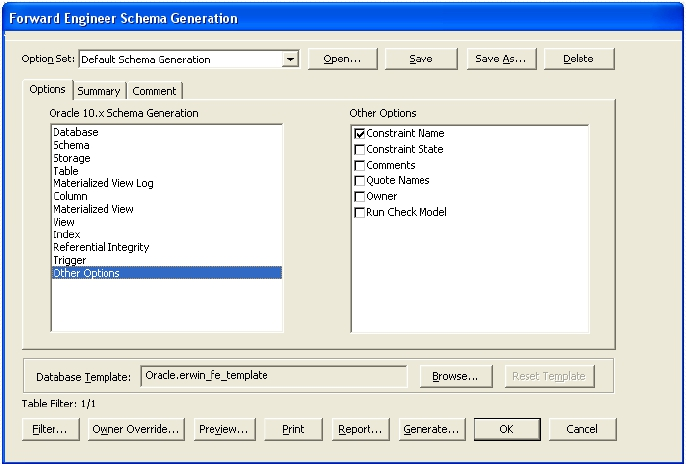 Forward Engineer Schema Generation
Option Set: Default Schema Generation Open... Save Save As... Delete
Options Summary Comment
Oracle 10.x Schema Generation
Database
Schema
Storage
Table
Materialized View Log
Column
Materialized View
View
Index
Referential Integrity
Trigger
Other Options
Other Options
Constraint Name
Constraint State
Comments
Quote Names
Owner
Run Check Model
Database Template: Oracle.erwin_fe_template Browse... Reset Template
Table Filter: 1/1
Filter... Owner Override... Preview... Print Report... Generate... OK Cancel